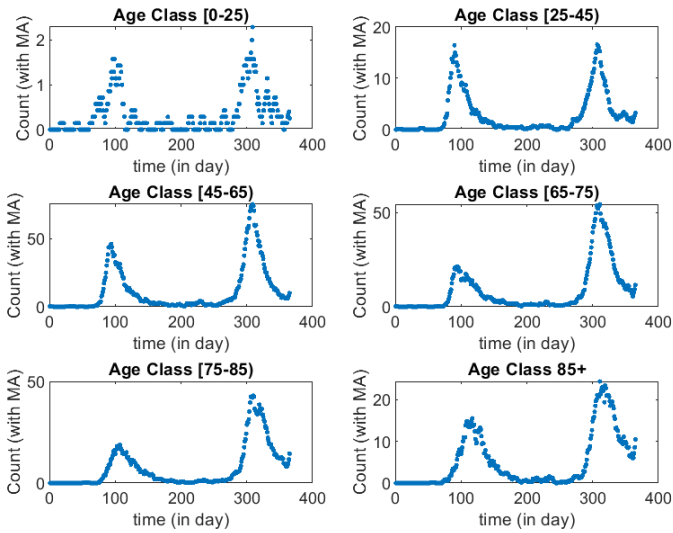 Age Class [0-25) Age Class [25-45)
Count (with MA)
2
1
0
0 100 200 300 400
time (in day)
Count (with MA)
20
10
0
0 100 200 300 400
time (in day)
Age Class [45-65) Age Class [65-75)
Count (with MA)
50
0
0 100 200 300 400
time (in day)
Count (with MA)
50
0
0 100 200 300 400
time (in day)
Age Class [75-85) Age Class 85+
Count (with MA)
50
0
0 100 200 300 400
time (in day)
Count (with MA)
20
10
0
0 100 200 300 400
time (in day)